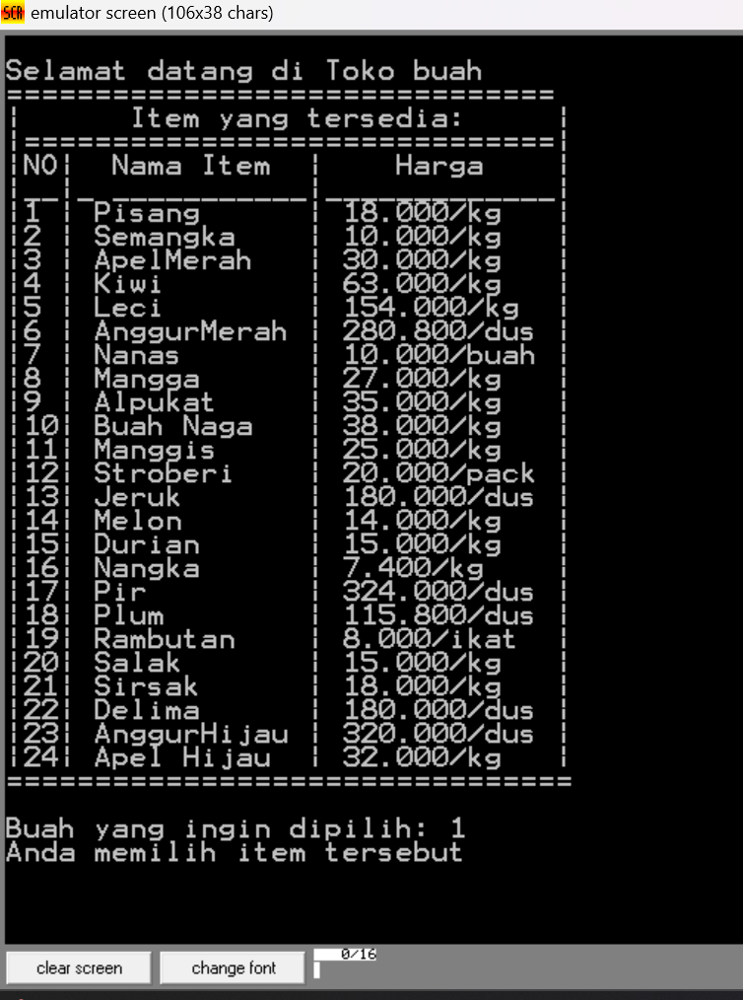 SCR emulator screen (106x38 chars)
Selamat datang di Toko buah
===============================
| Item yang tersedia: |
|==============================|
|NO| Nama Item | Harga |
|__|_ ___________|_____________|
|1 | Pisang | 18.000/kg |
|2 | Semangka | 10.000/kg |
|3 | ApelMerah | 30.000/kg |
|4 | Kiwi | 63.000/kg |
|5 | Leci | 154.000/kg |
|6 | AnggurMerah | 280.800/dus |
|7 | Nanas | 10.000/buah |
|8 | Mangga | 27.000/kg |
|9 | Alpukat | 35.000/kg |
|10| Buah Naga | 38.000/kg |
|11| Manggis | 25.000/kg |
|12| Stroberi | 20.000/pack |
|13| Jeruk | 180.000/dus |
|14| Melon | 14.000/kg |
|15| Durian | 15.000/kg |
|16| Nangka | 7.400/kg |
|17| Pir | 324.000/dus |
|18| Plum | 115.800/dus |
|19| Rambutan | 8.000/ikat |
|20| Salak | 15.000/kg |
|21| Sirsak | 18.000/kg |
|22| Delima | 180.000/dus |
|23| AnggurHijau | 320.000/dus |
|24| Apel Hijau | 32.000/kg |
================================
Buah yang ingin dipilih: 1
Anda memilih item tersebut
clear screen change font 0/16